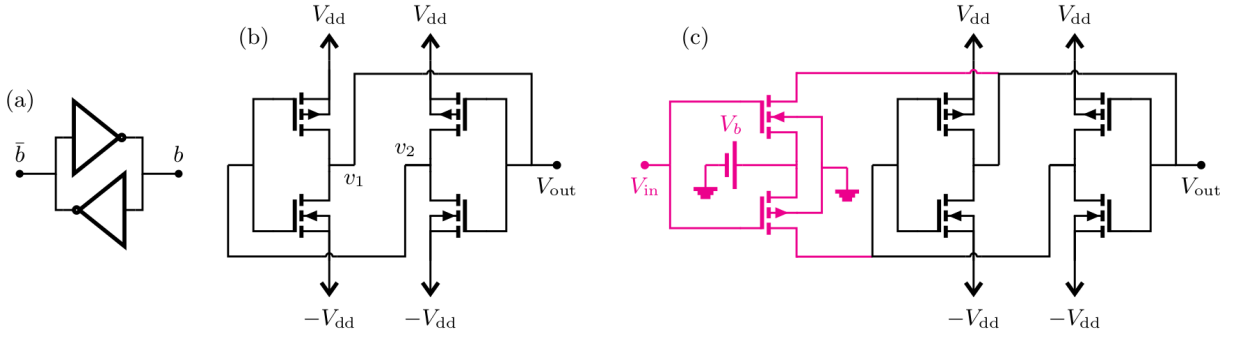 (a)
b̄
b
(b)
V_dd
V_dd
v_1
v_2
V_out
−V_dd
−V_dd
(c)
V_in
V_b
V_dd
V_dd
V_out
−V_dd
−V_dd